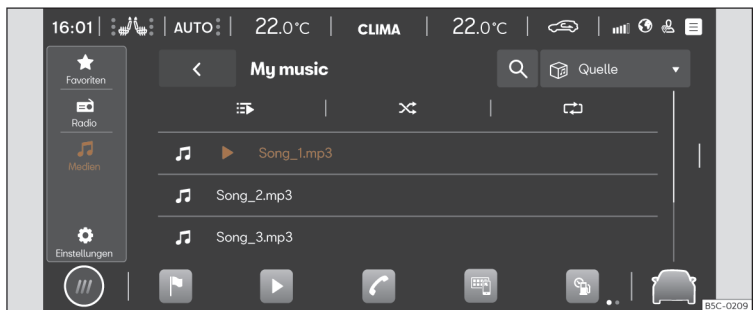 16:01 AUTO 22.0°C CLIMA 22.0°C
Favoriten
My music
Quelle
Radio
Medien
Song_1.mp3
Song_2.mp3
Song_3.mp3
Einstellungen
B5C-0209